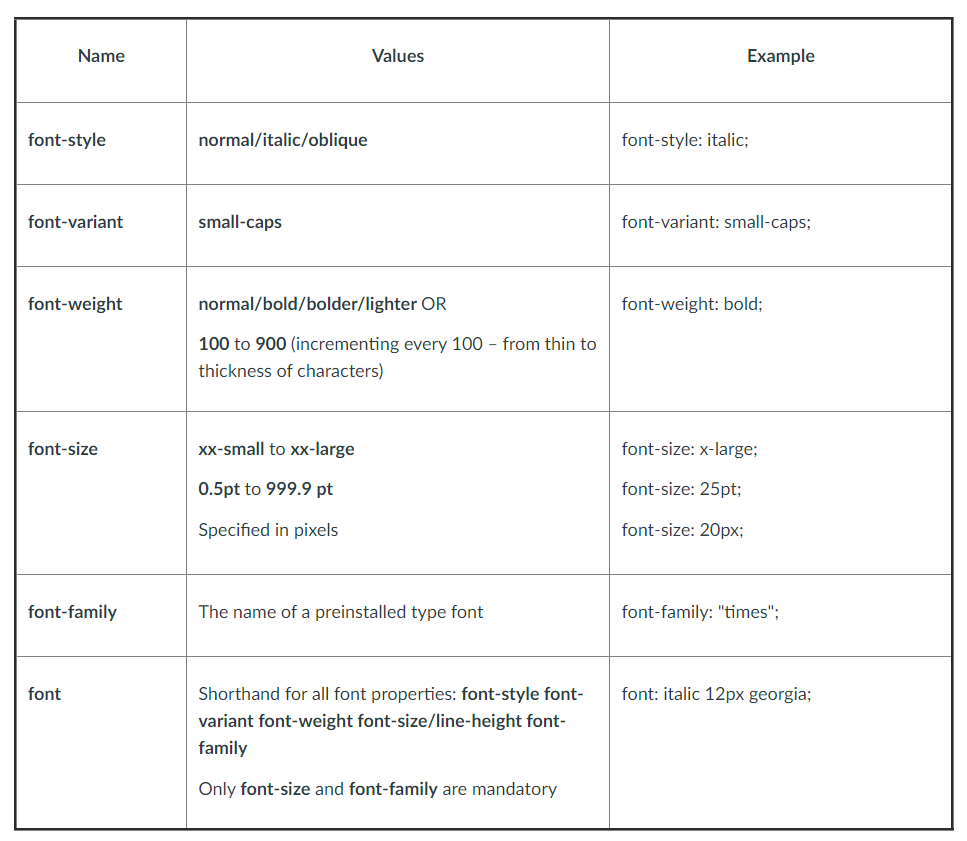 Name Values Example
font-style normal/italic/oblique font-style: italic;
font-variant small-caps font-variant: small-caps;
font-weight normal/bold/bolder/lighter OR font-weight: bold;
100 to 900 (incrementing every 100 – from thin to
thickness of characters)
font-size xx-small to xx-large font-size: x-large;
0.5pt to 999.9 pt font-size: 25pt;
Specified in pixels font-size: 20px;
font-family The name of a preinstalled type font font-family: "times";
font Shorthand for all font properties: font-style font- font: italic 12px georgia;
variant font-weight font-size/line-height font-
family
Only font-size and font-family are mandatory